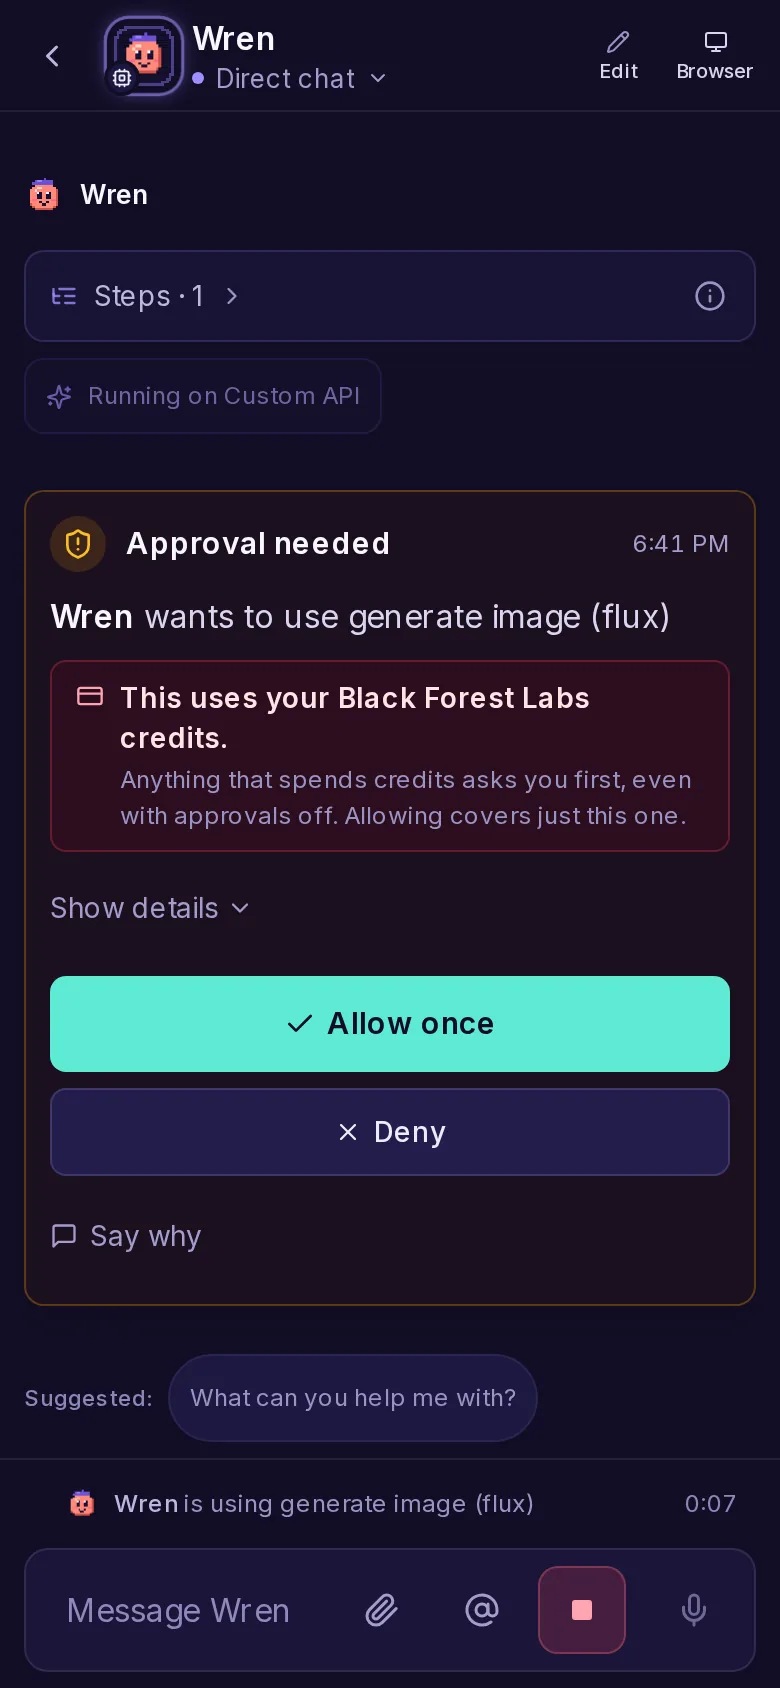 Wren
Direct chat
Edit
Browser
Wren
Steps · 1
Running on Custom API
Approval needed
6:41 PM
Wren wants to use generate image (flux)
This uses your Black Forest Labs
credits.
Anything that spends credits asks you first, even
with approvals off. Allowing covers just this one.
Show details
Allow once
Deny
Say why
Suggested:
What can you help me with?
Wren is using generate image (flux)
0:07
Message Wren